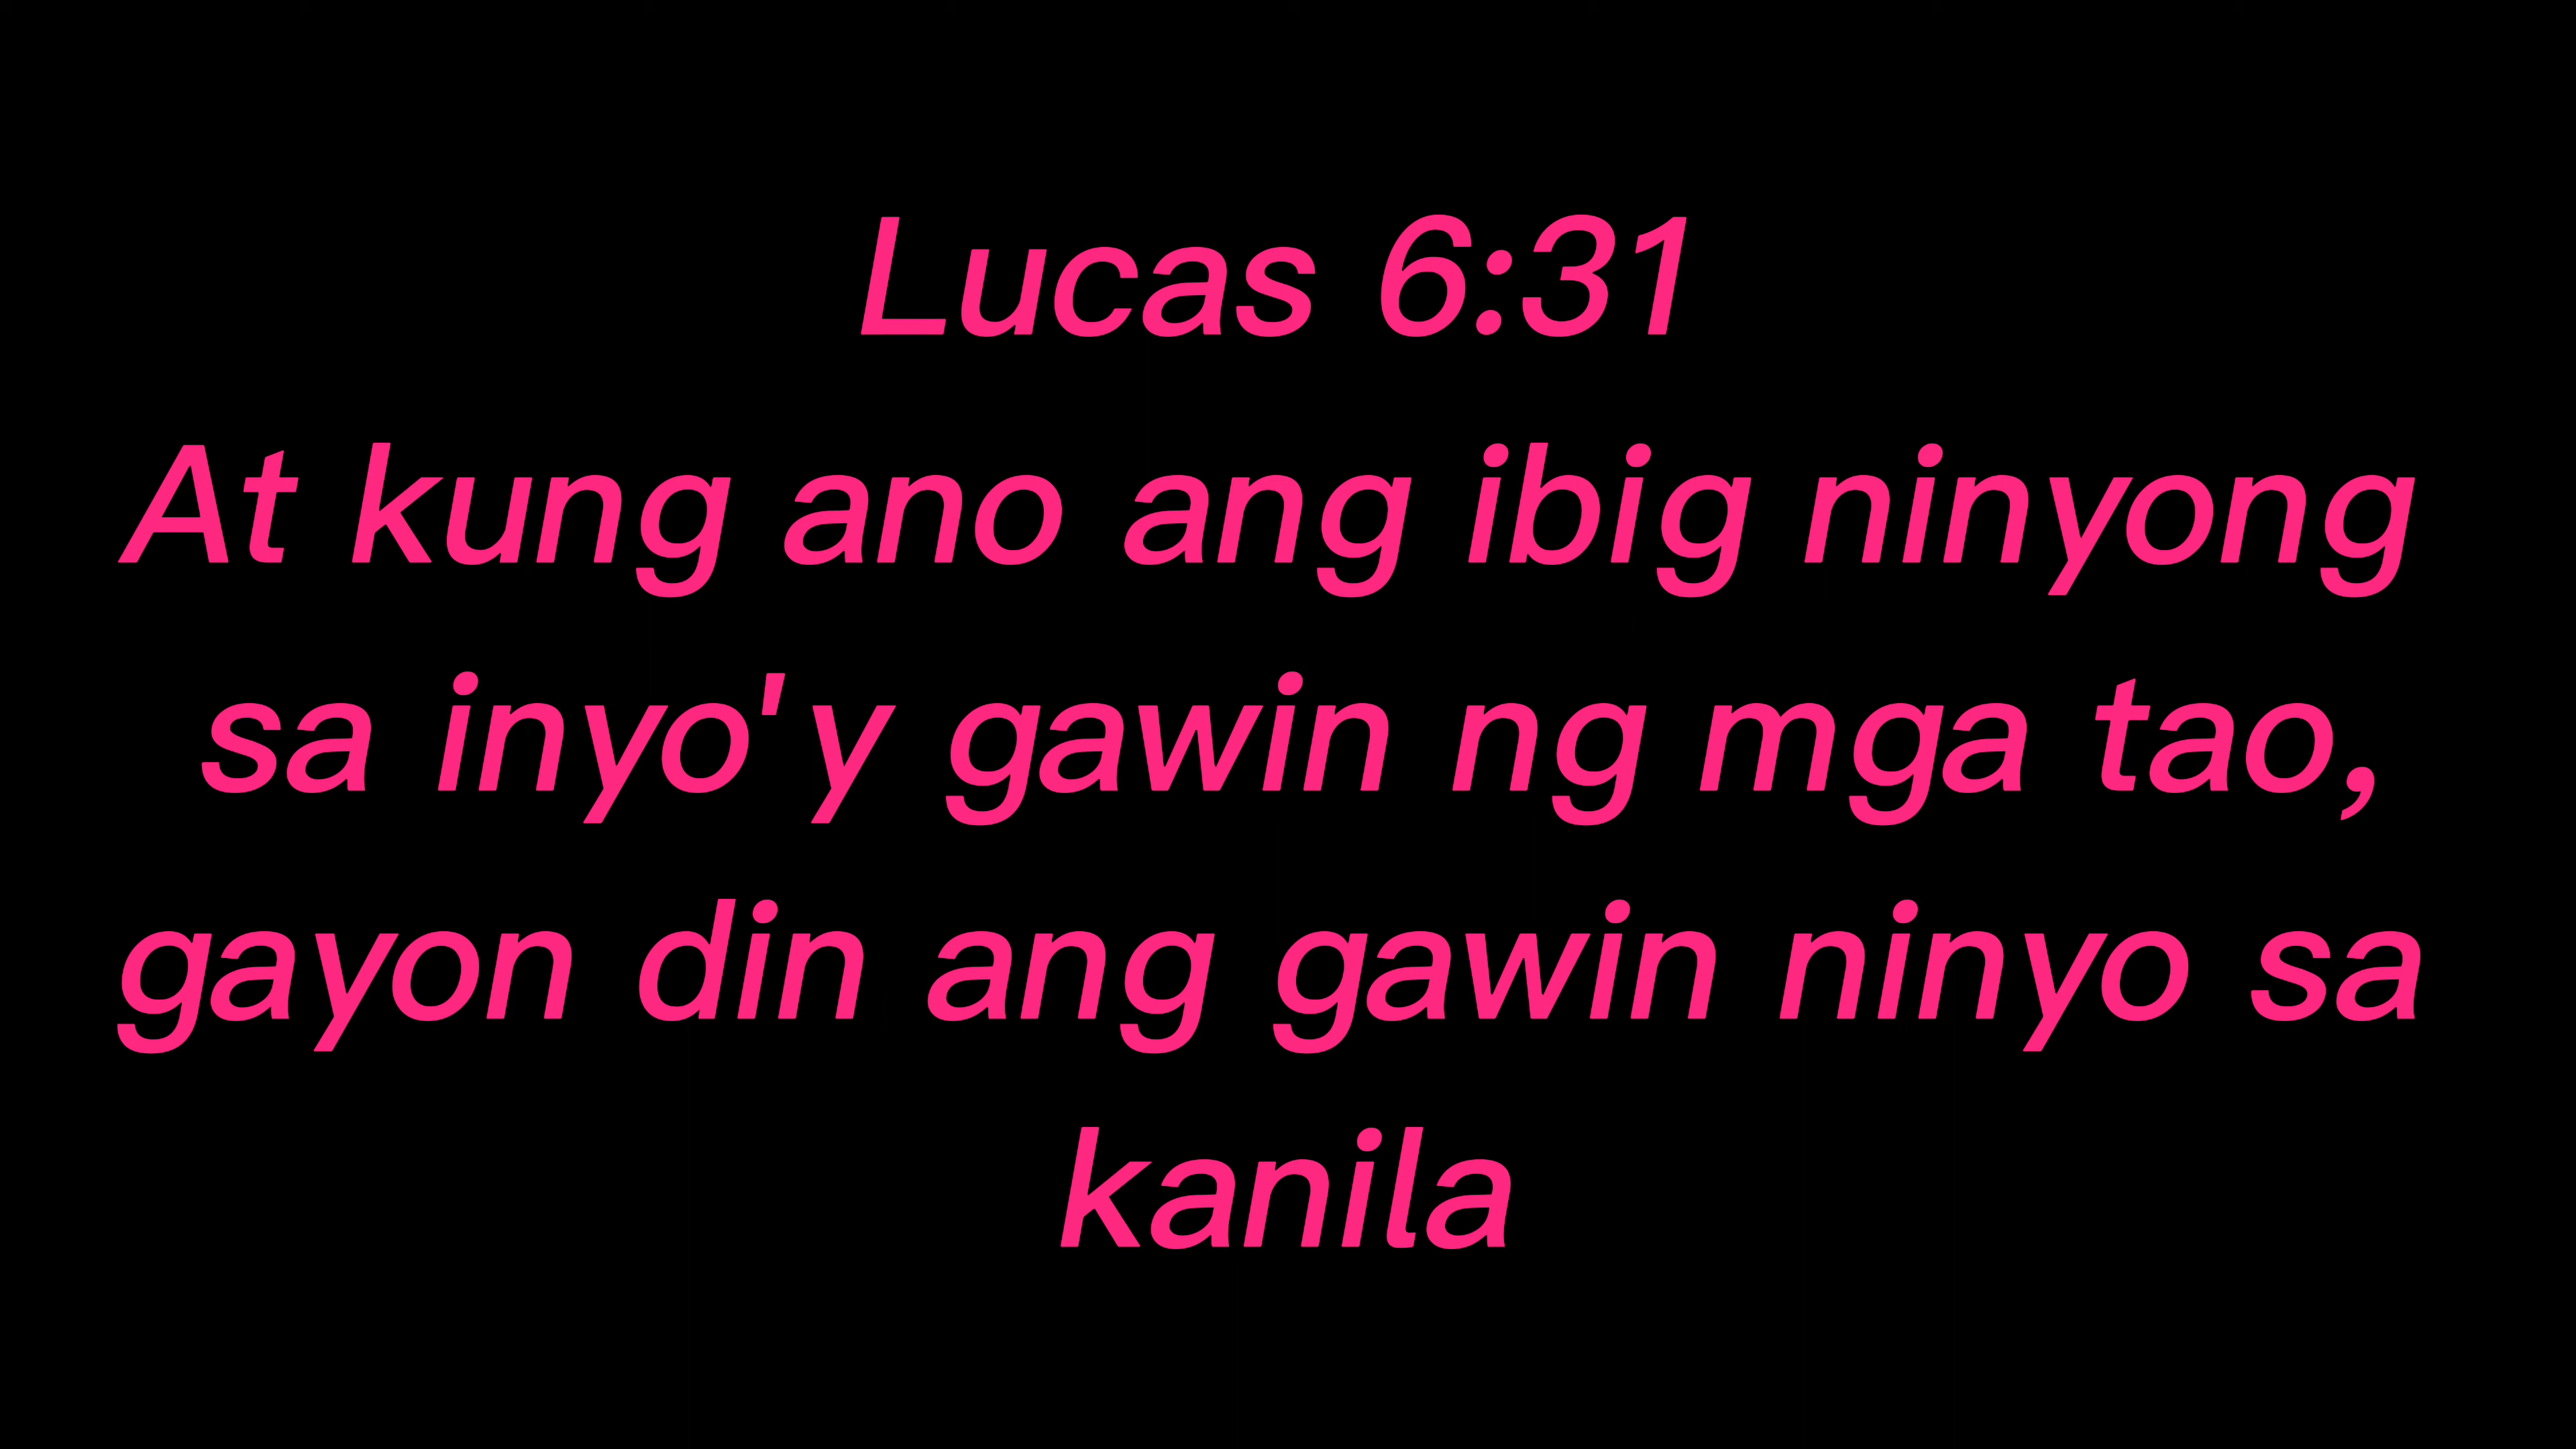 Lucas 6:31
At kung ano ang ibig ninyong
sa inyo'y gawin ng mga tao,
gayon din ang gawin ninyo sa
kanila